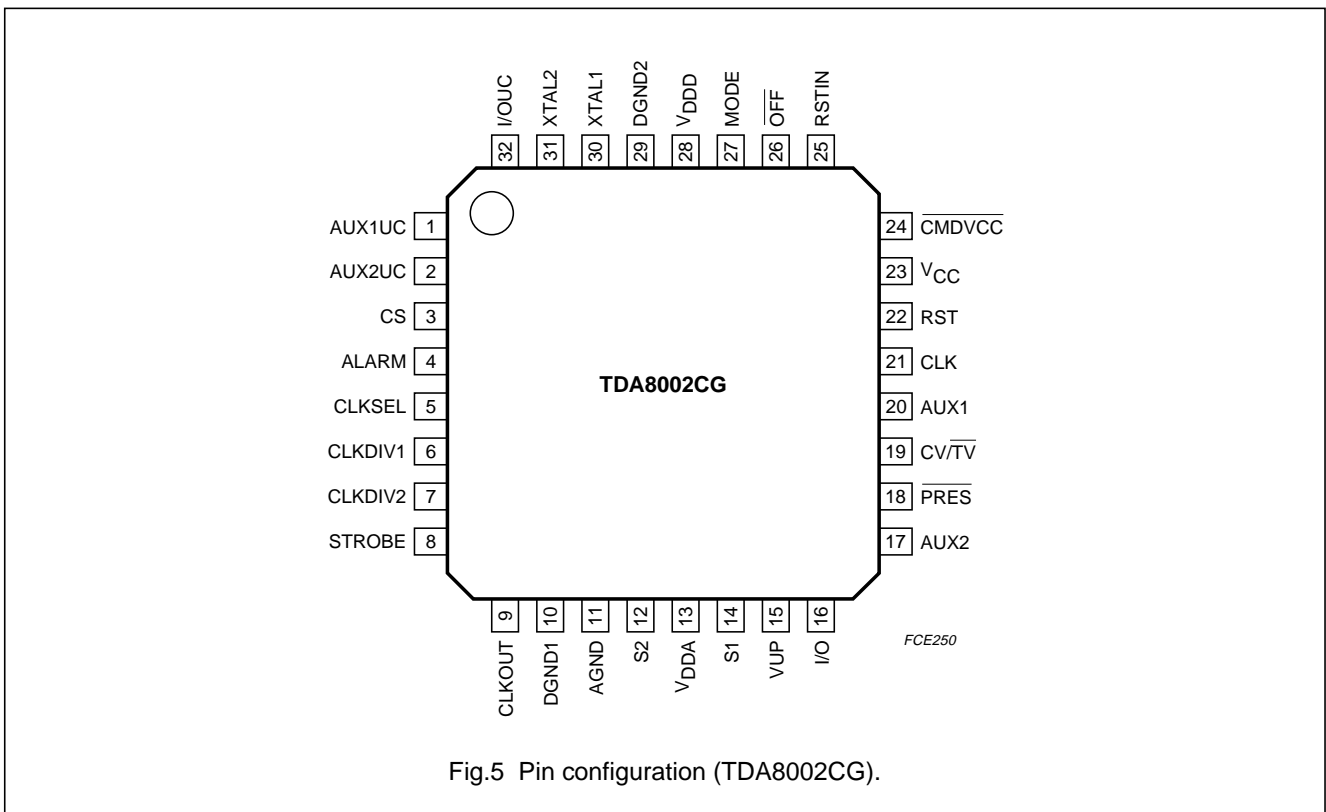 I/OUC
XTAL2
XTAL1
DGND2
VDDD
MODE
OFF
RSTIN
32
31
30
29
28
27
26
25
AUX1UC 1
AUX2UC 2
CS 3
ALARM 4
CLKSEL 5
CLKDIV1 6
CLKDIV2 7
STROBE 8
TDA8002CG
24 CMDVCC
23 VCC
22 RST
21 CLK
20 AUX1
19 CV/TV
18 PRES
17 AUX2
9
10
11
12
13
14
15
16
CLKOUT
DGND1
AGND
S2
VDDA
S1
VUP
I/O
FCE250
Fig.5 Pin configuration (TDA8002CG).